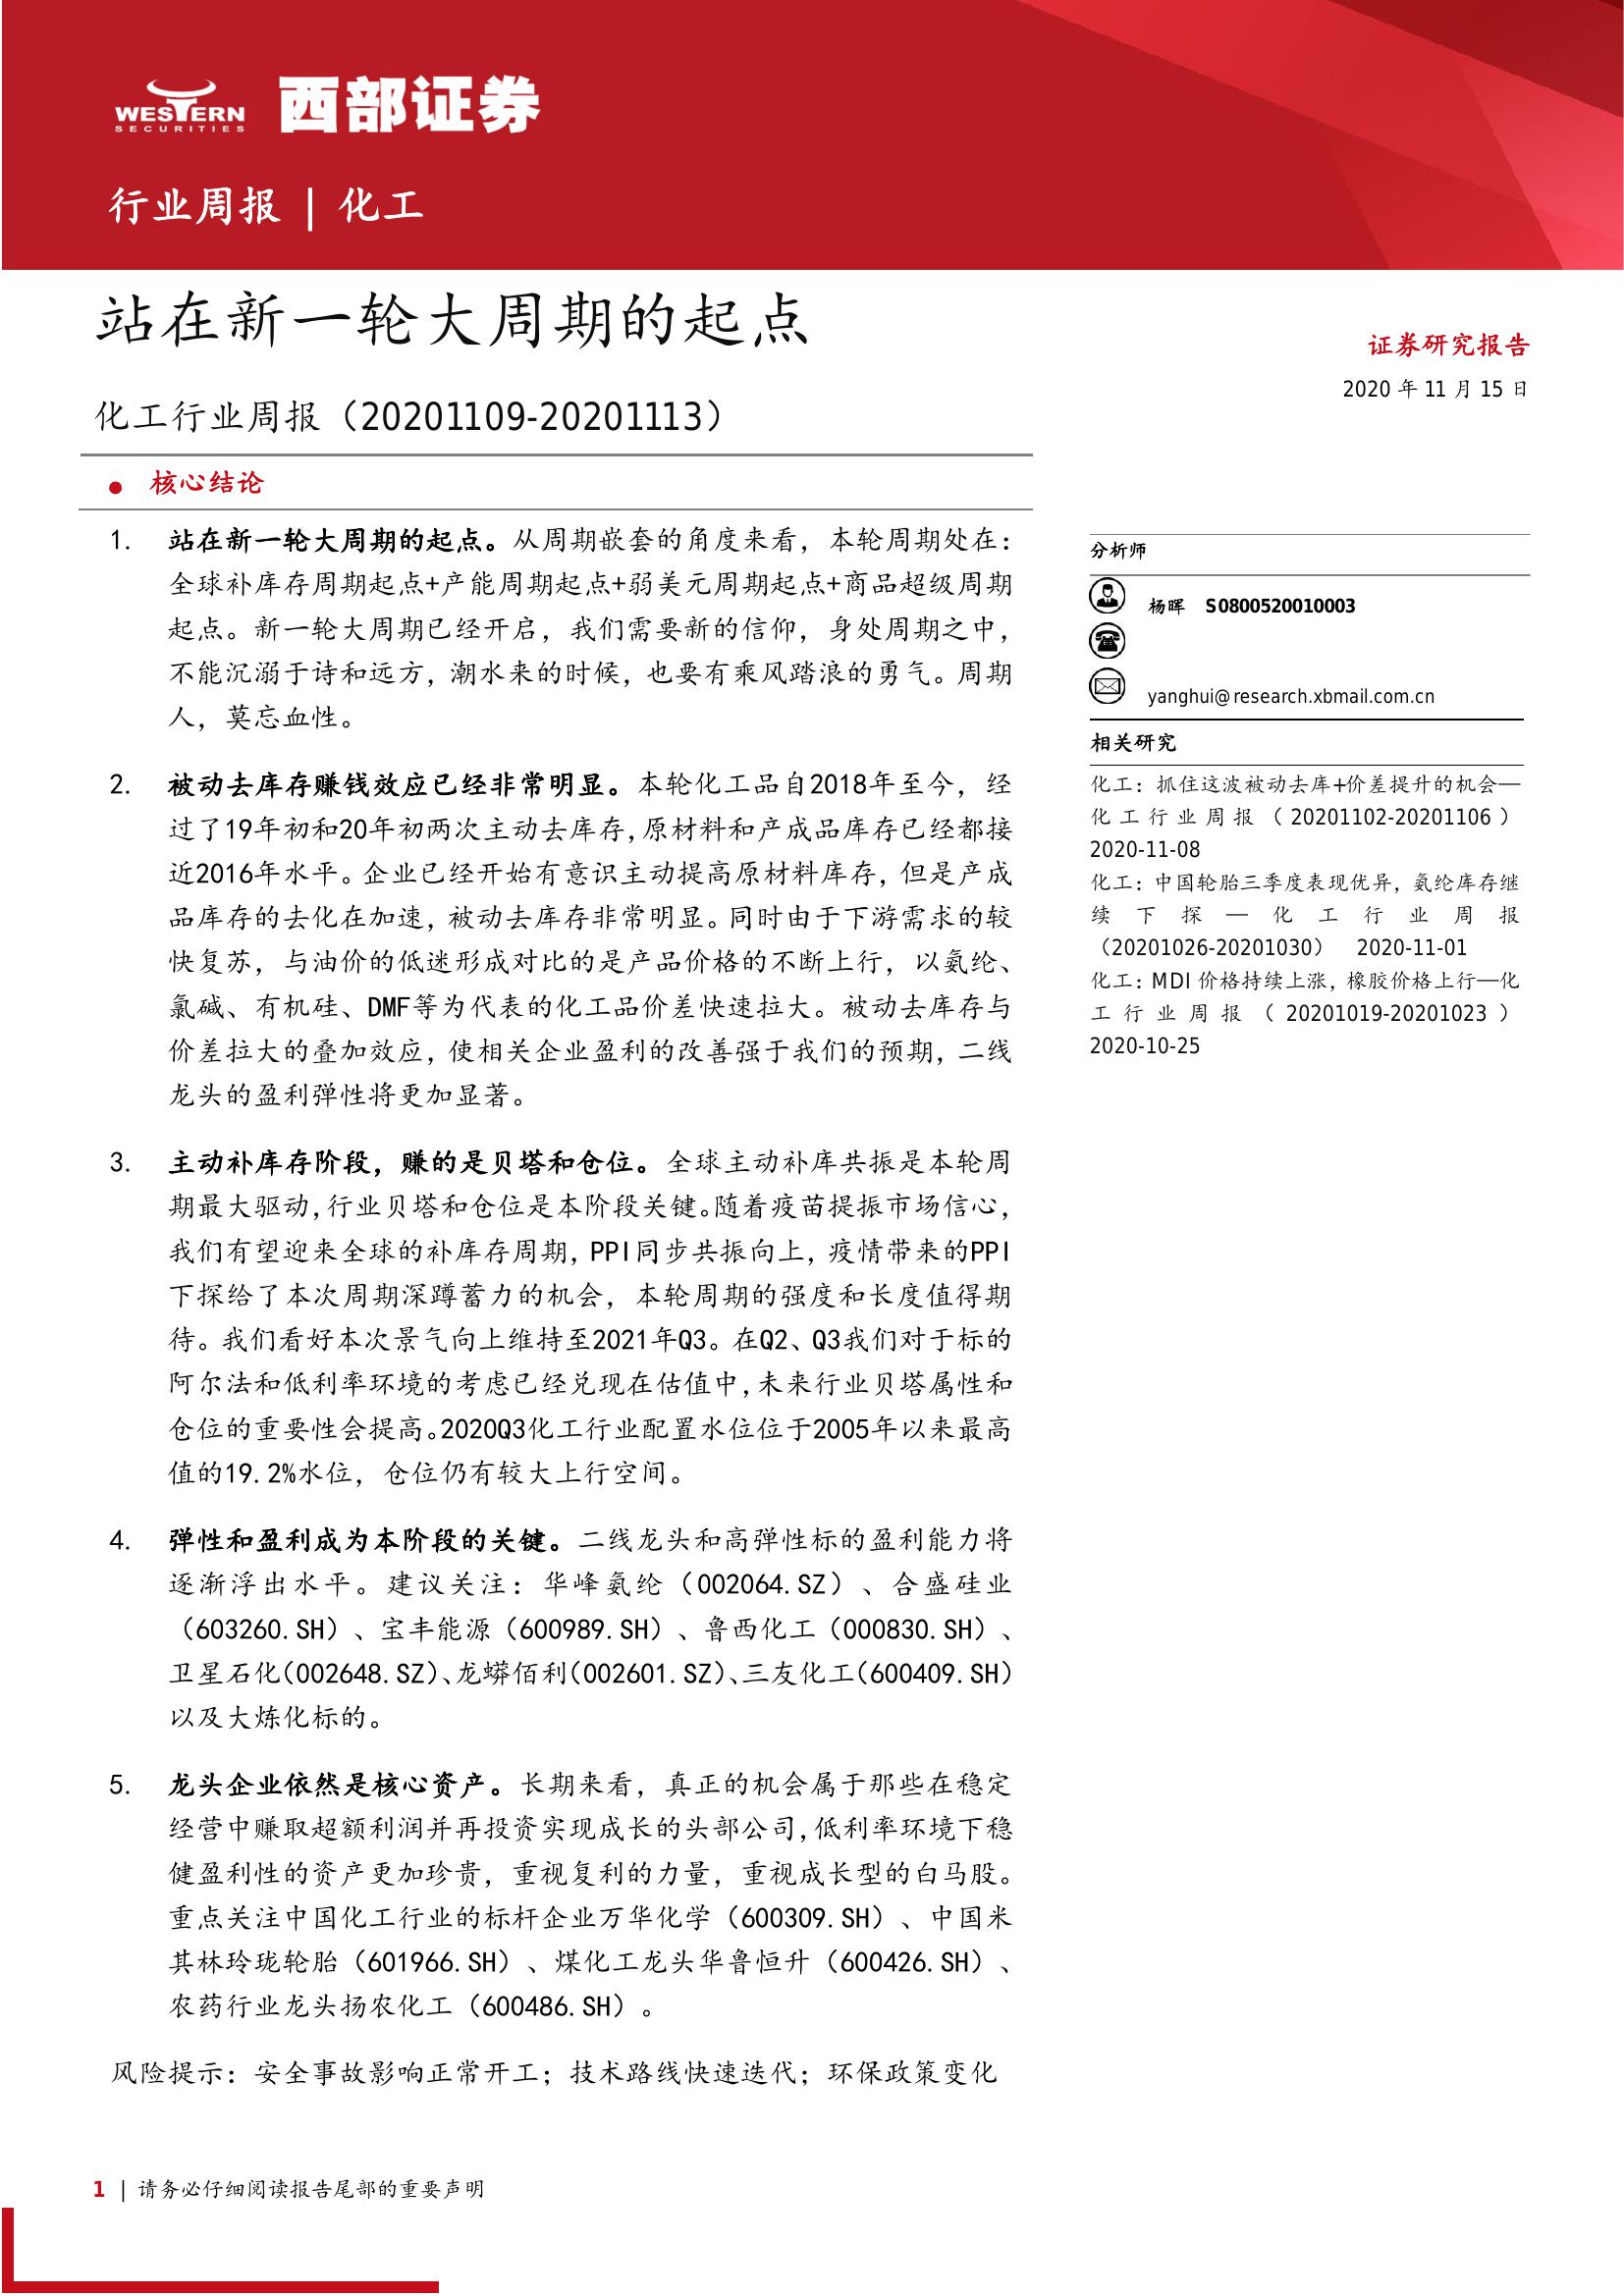 WESTERN
SECURITIES
西部证券
行业周报 | 化工
站在新一轮大周期的起点
化工行业周报（20201109-20201113）
证券研究报告
2020 年 11 月 15 日
● 核心结论
1. 站在新一轮大周期的起点。从周期嵌套的角度来看，本轮周期处在：
全球补库存周期起点+产能周期起点+弱美元周期起点+商品超级周期
起点。新一轮大周期已经开启，我们需要新的信仰，身处周期之中，
不能沉溺于诗和远方，潮水来的时候，也要有乘风踏浪的勇气。周期
人，莫忘血性。
2. 被动去库存赚钱效应已经非常明显。本轮化工品自2018年至今，经
过了19年初和20年初两次主动去库存，原材料和产成品库存已经都接
近2016年水平。企业已经开始有意识主动提高原材料库存，但是产成
品库存的去化在加速，被动去库存非常明显。同时由于下游需求的较
快复苏，与油价的低迷形成对比的是产品价格的不断上行，以氨纶、
氯碱、有机硅、DMF等为代表的化工品价差快速拉大。被动去库存与
价差拉大的叠加效应，使相关企业盈利的改善强于我们的预期，二线
龙头的盈利弹性将更加显著。
3. 主动补库存阶段，赚的是贝塔和仓位。全球主动补库共振是本轮周
期最大驱动，行业贝塔和仓位是本阶段关键。随着疫苗提振市场信心，
我们有望迎来全球的补库存周期，PPI同步共振向上，疫情带来的PPI
下探给了本次周期深蹲蓄力的机会，本轮周期的强度和长度值得期
待。我们看好本次景气向上维持至2021年Q3。在Q2、Q3我们对于标的
阿尔法和低利率环境的考虑已经兑现在估值中，未来行业贝塔属性和
仓位的重要性会提高。2020Q3化工行业配置水位位于2005年以来最高
值的19.2%水位，仓位仍有较大上行空间。
4. 弹性和盈利成为本阶段的关键。二线龙头和高弹性标的盈利能力将
逐渐浮出水平。建议关注：华峰氨纶（002064.SZ）、合盛硅业
（603260.SH）、宝丰能源（600989.SH）、鲁西化工（000830.SH）、
卫星石化（002648.SZ）、龙蟒佰利（002601.SZ）、三友化工（600409.SH）
以及大炼化标的。
5. 龙头企业依然是核心资产。长期来看，真正的机会属于那些在稳定
经营中赚取超额利润并再投资实现成长的头部公司，低利率环境下稳
健盈利性的资产更加珍贵，重视复利的力量，重视成长型的白马股。
重点关注中国化工行业的标杆企业万华化学（600309.SH）、中国米
其林玲珑轮胎（601966.SH）、煤化工龙头华鲁恒升（600426.SH）、
农药行业龙头扬农化工（600486.SH）。
风险提示：安全事故影响正常开工；技术路线快速迭代；环保政策变化
分析师
杨晖 S0800520010003
yanghui@research.xbmail.com.cn
相关研究
化工：抓住这波被动去库+价差提升的机会—
化工行业周报（20201102-20201106）
2020-11-08
化工：中国轮胎三季度表现优异，氨纶库存继
续下探—化工行业周报
（20201026-20201030） 2020-11-01
化工：MDI 价格持续上涨，橡胶价格上行—化
工行业周报（20201019-20201023）
2020-10-25
1 | 请务必仔细阅读报告尾部的重要声明